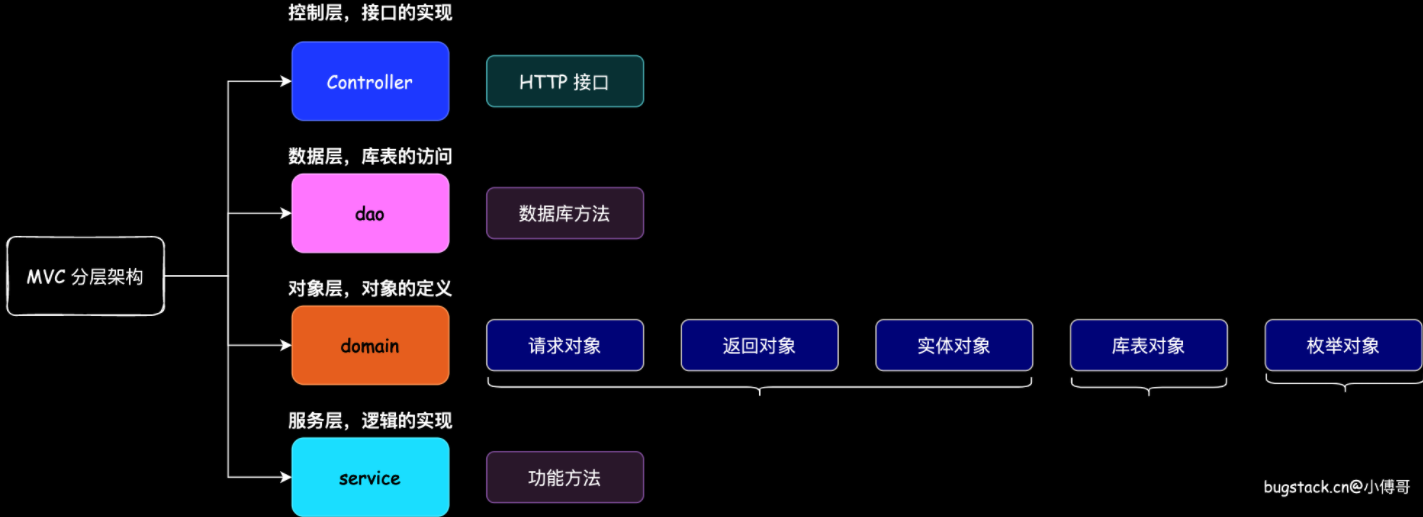 控制层，接口的实现
Controller
HTTP 接口
数据层，库表的访问
dao
数据库方法
MVC 分层架构
对象层，对象的定义
domain
请求对象
返回对象
实体对象
库表对象
枚举对象
服务层，逻辑的实现
service
功能方法
bugstack.cn@小傅哥